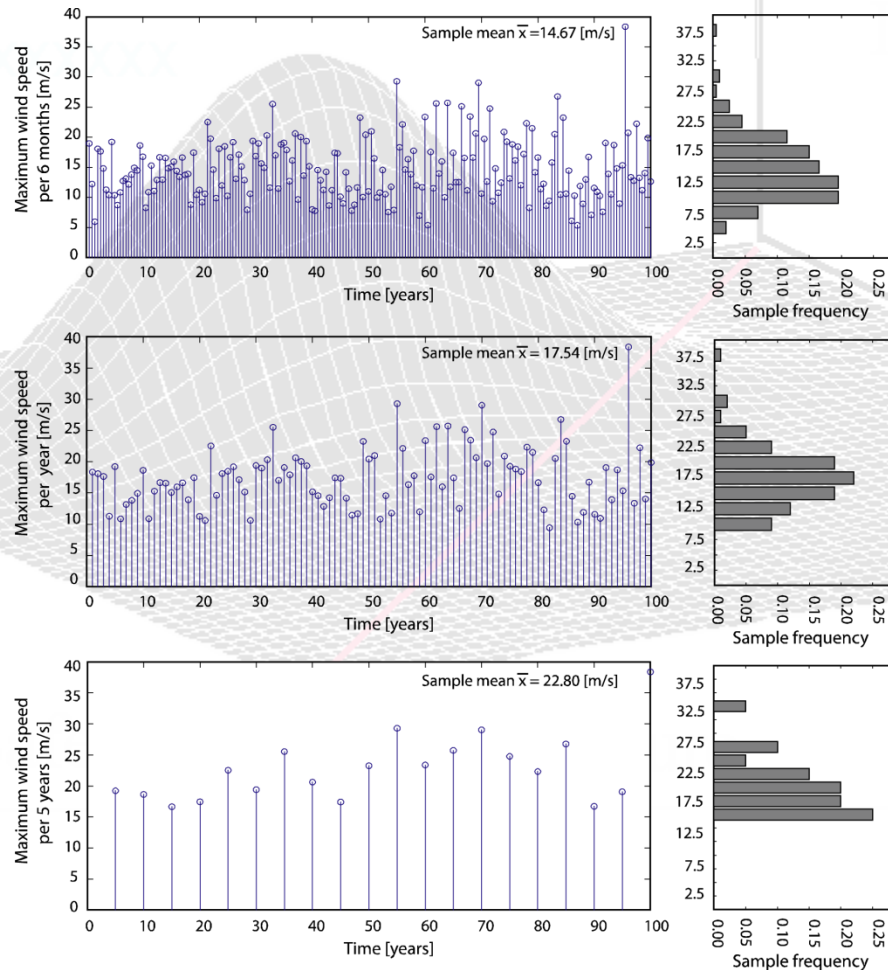 Maximum wind speed
per 6 months [m/s]
40
35
30
25
20
15
10
5
0
Sample mean x̄ =14.67 [m/s]
0 10 20 30 40 50 60 70 80 90 100
Time [years]
37.5
32.5
27.5
22.5
17.5
12.5
7.5
2.5
0.00 0.05 0.10 0.15 0.20 0.25
Sample frequency
Maximum wind speed
per year [m/s]
40
35
30
25
20
15
10
5
0
Sample mean x̄ = 17.54 [m/s]
0 10 20 30 40 50 60 70 80 90 100
Time [years]
37.5
32.5
27.5
22.5
17.5
12.5
7.5
2.5
0.00 0.05 0.10 0.15 0.20 0.25
Sample frequency
Maximum wind speed
per 5 years [m/s]
40
35
30
25
20
15
10
5
0
Sample mean x̄ = 22.80 [m/s]
0 10 20 30 40 50 60 70 80 90 100
Time [years]
37.5
32.5
27.5
22.5
17.5
12.5
7.5
2.5
0.00 0.05 0.10 0.15 0.20 0.25
Sample frequency